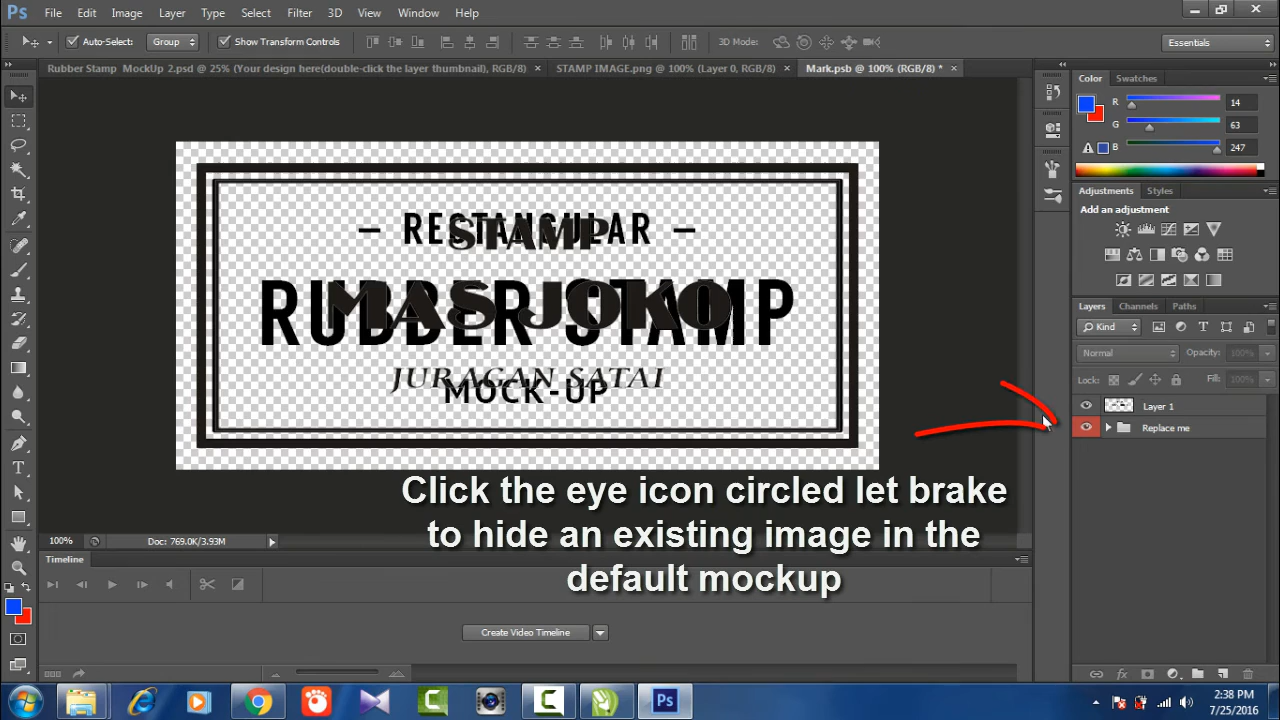 Ps File Edit Image Layer Type Select Filter 3D View Window Help
Auto-Select: Group Show Transform Controls 3D Mode: Essentials
Rubber Stamp MockUp 2.psd @ 25% (Your design here(double-click the layer thumbnail), RGB/8) × STAMP IMAGE.png @ 100% (Layer 0, RGB/8) × Mark.psb @ 100% (RGB/8) * ×
Color Swatches
R 14
G 63
B 247
Adjustments Styles
Add an adjustment
– RECTANGULAR –
STAMP
RUBBER STAMP
MAS JOKO
JURAGAN SATAI
MOCK-UP
Layers Channels Paths
Kind
Normal Opacity: 100%
Lock: Fill: 100%
Layer 1
Replace me
Click the eye icon circled let brake
to hide an existing image in the
default mockup
100% Doc: 769.0K/3.93M
Timeline
Create Video Timeline
fx
Ps
2:38 PM
7/25/2016